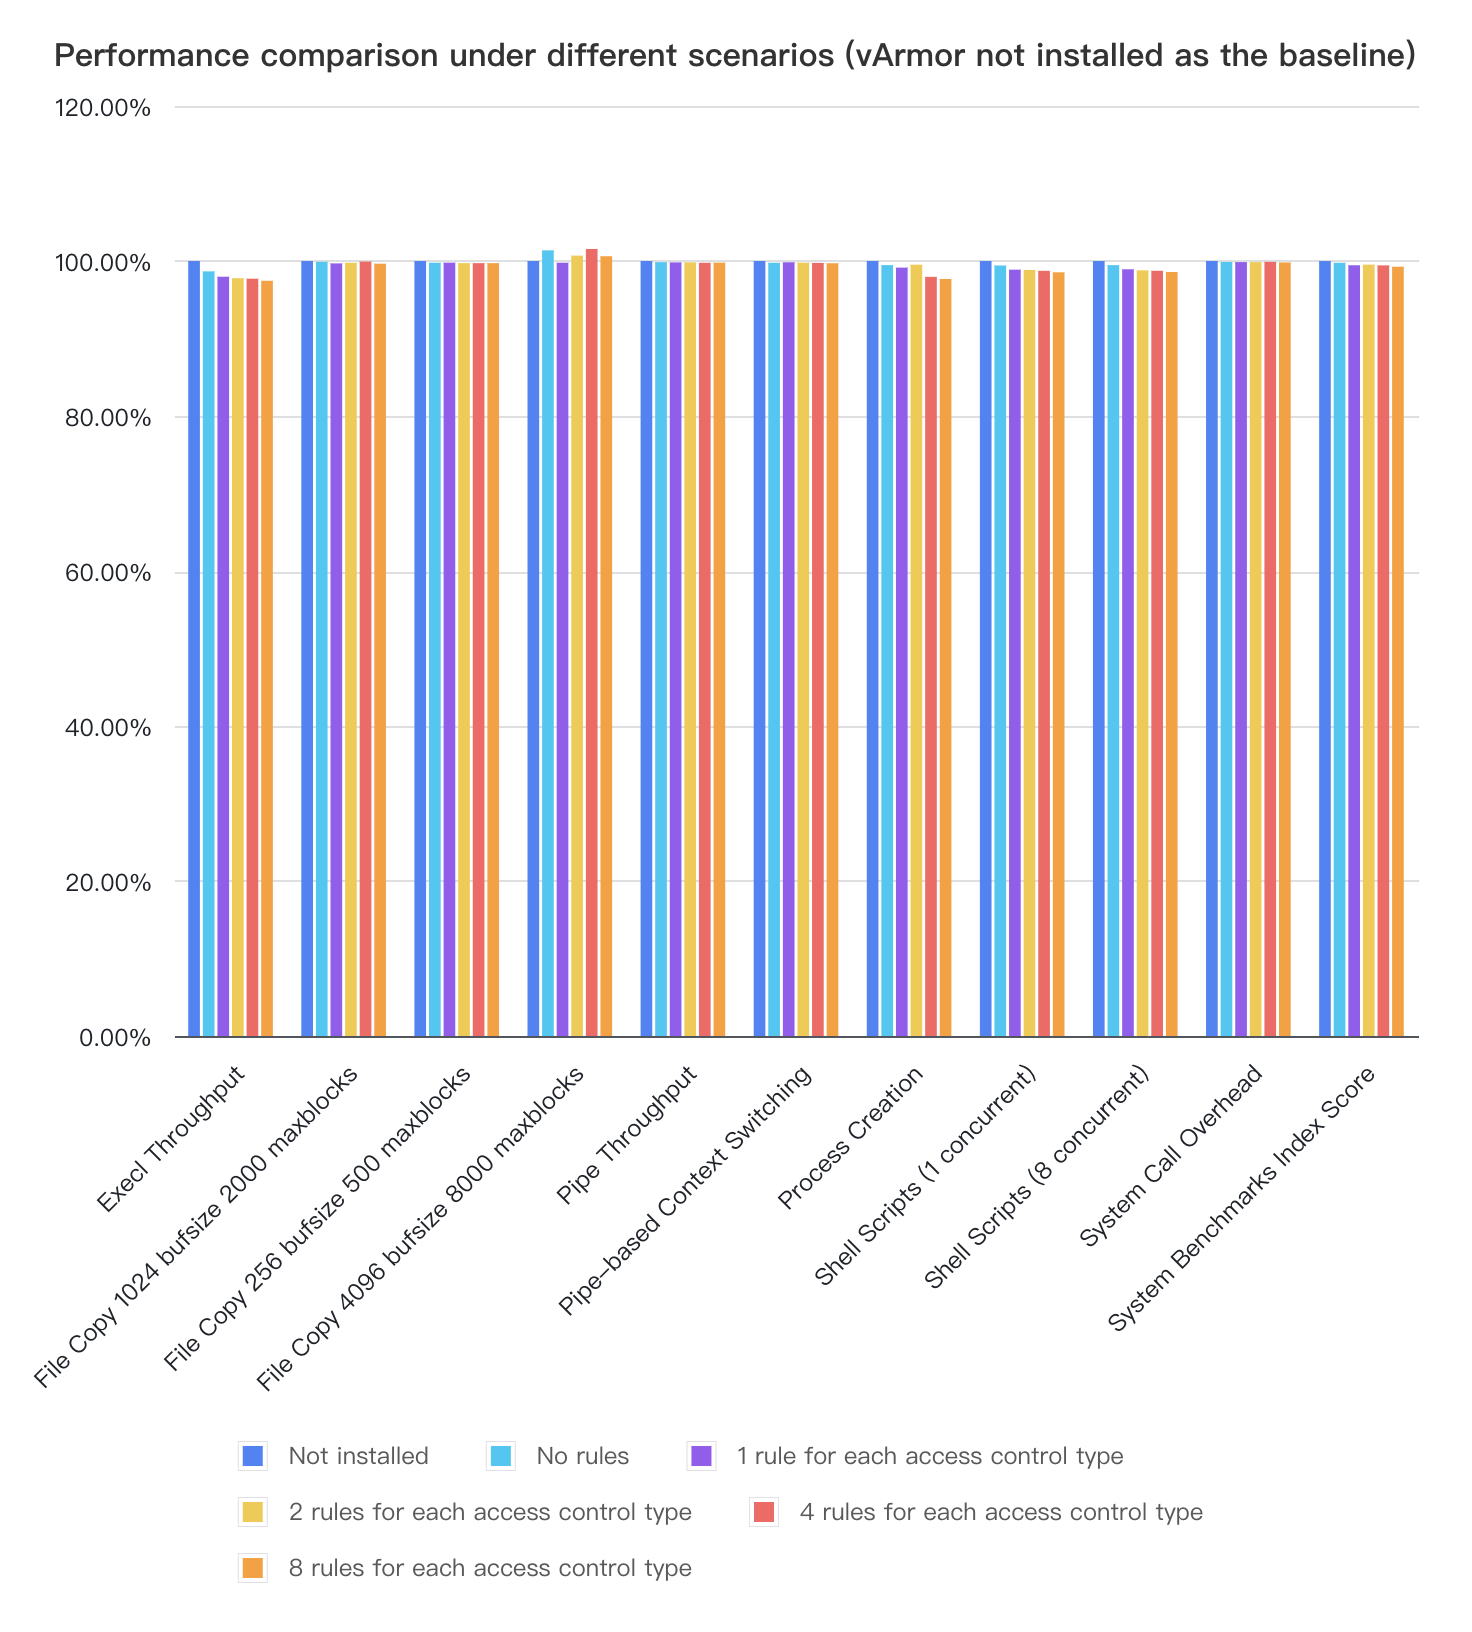 Performance comparison under different scenarios (vArmor not installed as the baseline)
120.00%
100.00%
80.00%
60.00%
40.00%
20.00%
0.00%
Execl Throughput
File Copy 1024 bufsize 2000 maxblocks
File Copy 256 bufsize 500 maxblocks
File Copy 4096 bufsize 8000 maxblocks
Pipe Throughput
Pipe-based Context Switching
Process Creation
Shell Scripts (1 concurrent)
Shell Scripts (8 concurrent)
System Call Overhead
System Benchmarks Index Score
Not installed
No rules
1 rule for each access control type
2 rules for each access control type
4 rules for each access control type
8 rules for each access control type